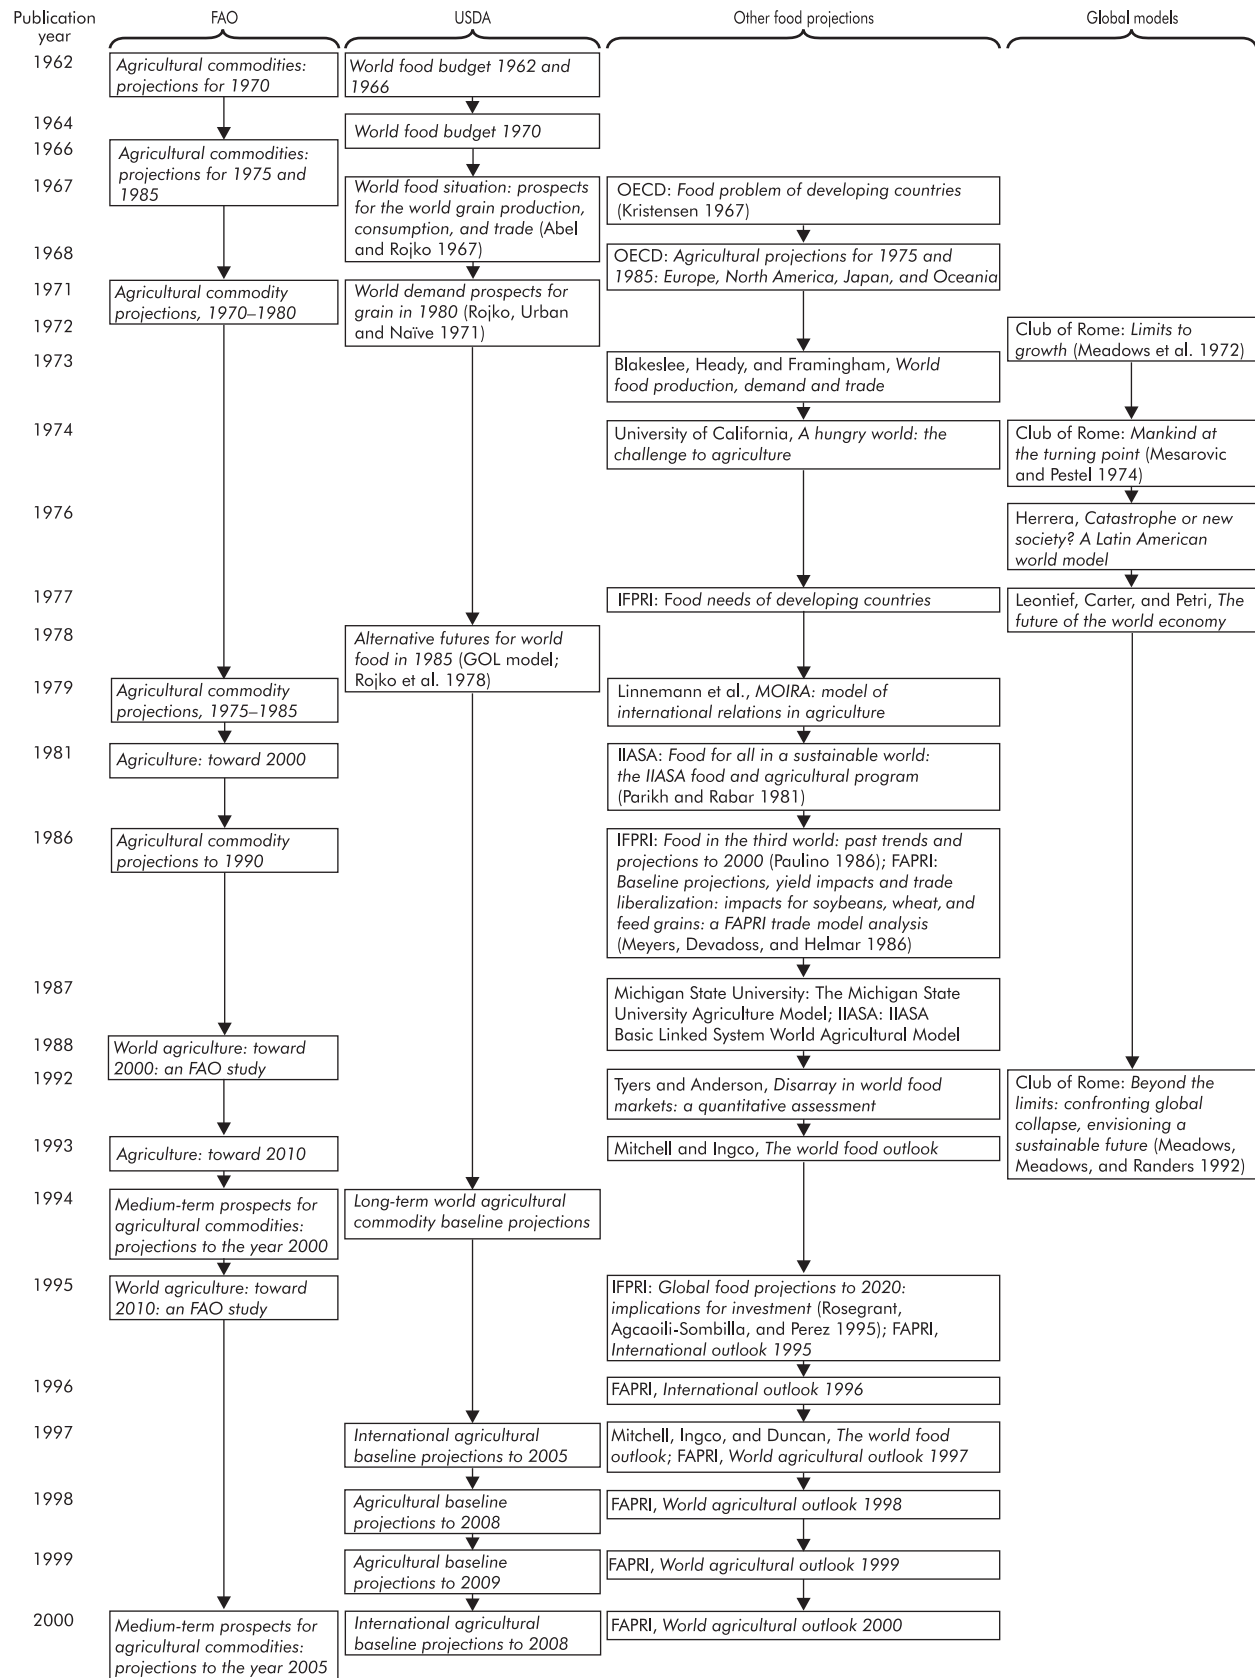 Publication
year
FAO
USDA
Other food projections
Global models
1962
Agricultural commodities:
projections for 1970
World food budget 1962 and
1966
1964
World food budget 1970
1966
Agricultural commodities:
projections for 1975 and
1985
1967
World food situation: prospects
for the world grain production,
consumption, and trade (Abel
and Rojko 1967)
OECD: Food problem of developing countries
(Kristensen 1967)
1968
OECD: Agricultural projections for 1975 and
1985: Europe, North America, Japan, and Oceania
1971
Agricultural commodity
projections, 1970–1980
World demand prospects for
grain in 1980 (Rojko, Urban
and Naïve 1971)
1972
Club of Rome: Limits to
growth (Meadows et al. 1972)
1973
Blakeslee, Heady, and Framingham, World
food production, demand and trade
1974
University of California, A hungry world: the
challenge to agriculture
Club of Rome: Mankind at
the turning point (Mesarovic
and Pestel 1974)
1976
Herrera, Catastrophe or new
society? A Latin American
world model
1977
IFPRI: Food needs of developing countries
Leontief, Carter, and Petri, The
future of the world economy
1978
Alternative futures for world
food in 1985 (GOL model;
Rojko et al. 1978)
1979
Agricultural commodity
projections, 1975–1985
Linnemann et al., MOIRA: model of
international relations in agriculture
1981
Agriculture: toward 2000
IIASA: Food for all in a sustainable world:
the IIASA food and agricultural program
(Parikh and Rabar 1981)
1986
Agricultural commodity
projections to 1990
IFPRI: Food in the third world: past trends and
projections to 2000 (Paulino 1986); FAPRI:
Baseline projections, yield impacts and trade
liberalization: impacts for soybeans, wheat, and
feed grains: a FAPRI trade model analysis
(Meyers, Devadoss, and Helmar 1986)
1987
Michigan State University: The Michigan State
University Agriculture Model; IIASA: IIASA
Basic Linked System World Agricultural Model
1988
World agriculture: toward
2000: an FAO study
1992
Tyers and Anderson, Disarray in world food
markets: a quantitative assessment
Club of Rome: Beyond the
limits: confronting global
collapse, envisioning a
sustainable future (Meadows,
Meadows, and Randers 1992)
1993
Agriculture: toward 2010
Mitchell and Ingco, The world food outlook
1994
Medium-term prospects for
agricultural commodities:
projections to the year 2000
Long-term world agricultural
commodity baseline projections
1995
World agriculture: toward
2010: an FAO study
IFPRI: Global food projections to 2020:
implications for investment (Rosegrant,
Agcaoili-Sombilla, and Perez 1995); FAPRI,
International outlook 1995
1996
FAPRI, International outlook 1996
1997
International agricultural
baseline projections to 2005
Mitchell, Ingco, and Duncan, The world food
outlook; FAPRI, World agricultural outlook 1997
1998
Agricultural baseline
projections to 2008
FAPRI, World agricultural outlook 1998
1999
Agricultural baseline
projections to 2009
FAPRI, World agricultural outlook 1999
2000
Medium-term prospects for
agricultural commodities:
projections to the year 2005
International agricultural
baseline projections to 2008
FAPRI, World agricultural outlook 2000